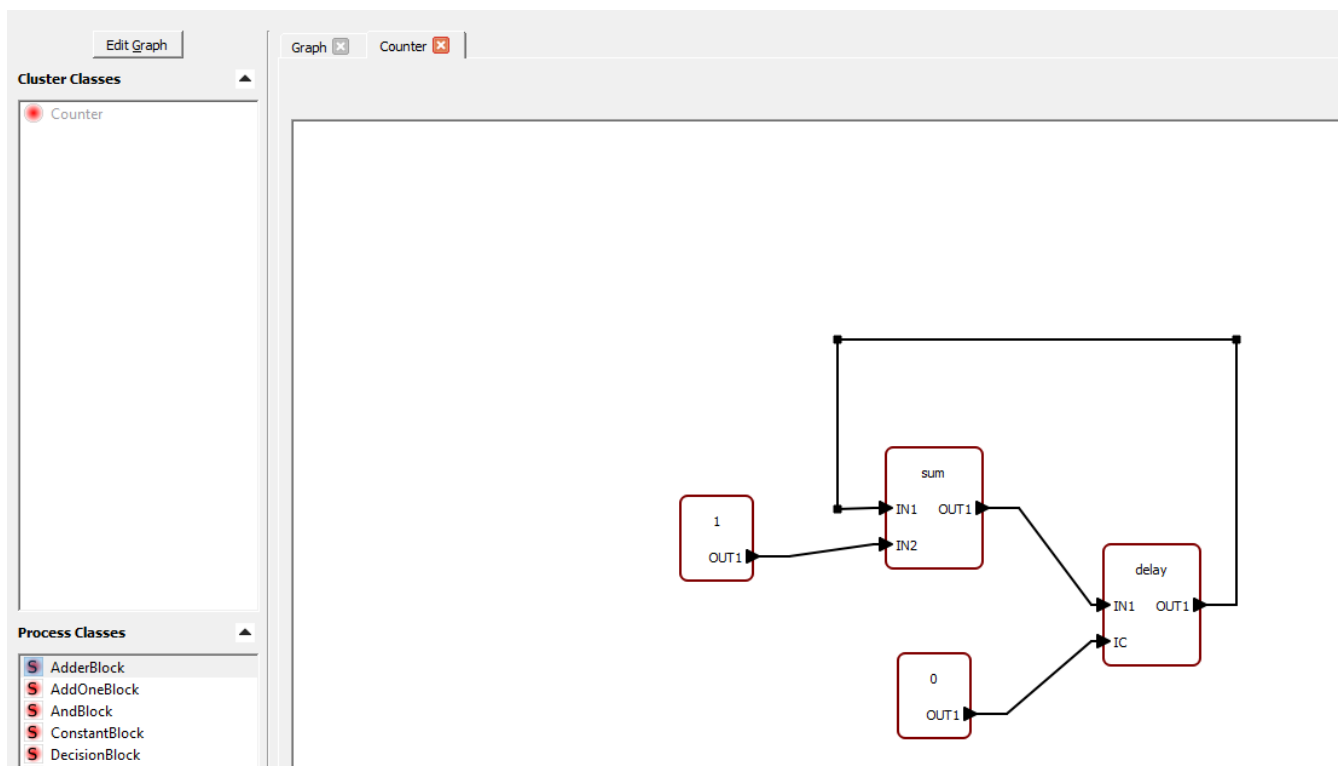 Edit Graph
Graph
Counter
Cluster Classes
Counter
sum
IN1 OUT1
IN2
1
OUT1
delay
IN1 OUT1
IC
0
OUT1
Process Classes
S AdderBlock
S AddOneBlock
S AndBlock
S ConstantBlock
S DecisionBlock